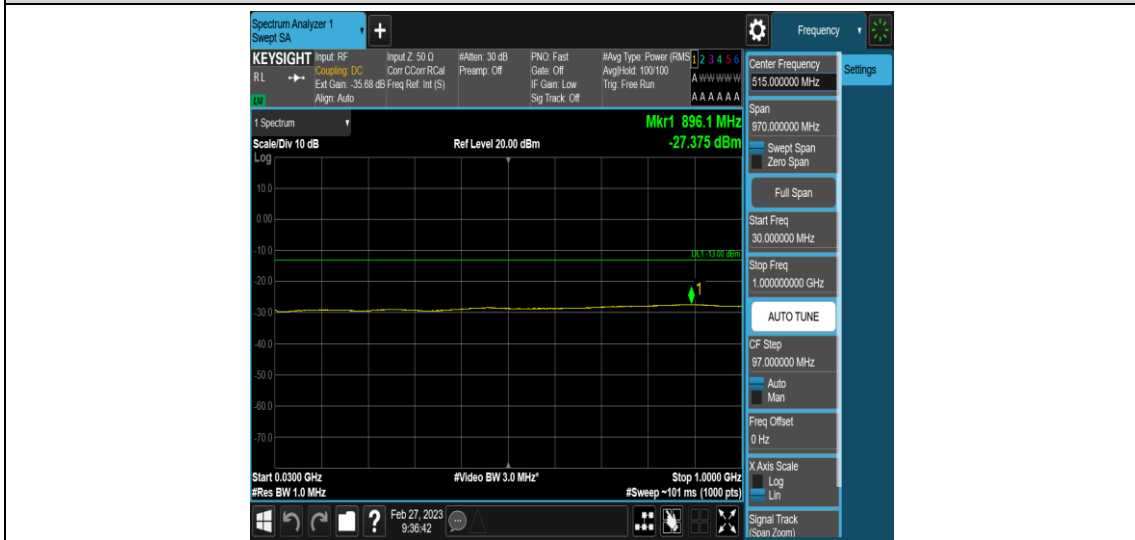 Spectrum Analyzer 1
Swept SA
+
Frequency
KEYSIGHT
RL
LXI
Input: RF
Coupling: DC
Ext Gain: -35.68 dB
Align: Auto
Input Z: 50 Ω
Corr CCorr RCal
Freq Ref: Int (S)
#Atten: 30 dB
Preamp: Off
PNO: Fast
Gate: Off
IF Gain: Low
Sig Track: Off
#Avg Type: Power (RMS
Avg|Hold: 100/100
Trig: Free Run
1 2 3 4 5 6
A W W W W W
A A A A A A
1 Spectrum
Mkr1 896.1 MHz
Scale/Div 10 dB
Ref Level 20.00 dBm
-27.375 dBm
Log
10.0
0.00
-10.0
DL1 -13.00 dBm
-20.0
1
-30.0
-40.0
-50.0
-60.0
-70.0
Start 0.0300 GHz
#Video BW 3.0 MHz*
Stop 1.0000 GHz
#Res BW 1.0 MHz
#Sweep ~101 ms (1000 pts)
?
Feb 27, 2023
9:36:42
Center Frequency
515.000000 MHz
Settings
Span
970.000000 MHz
Swept Span
Zero Span
Full Span
Start Freq
30.000000 MHz
Stop Freq
1.000000000 GHz
AUTO TUNE
CF Step
97.000000 MHz
Auto
Man
Freq Offset
0 Hz
X Axis Scale
Log
Lin
Signal Track
(Span Zoom)